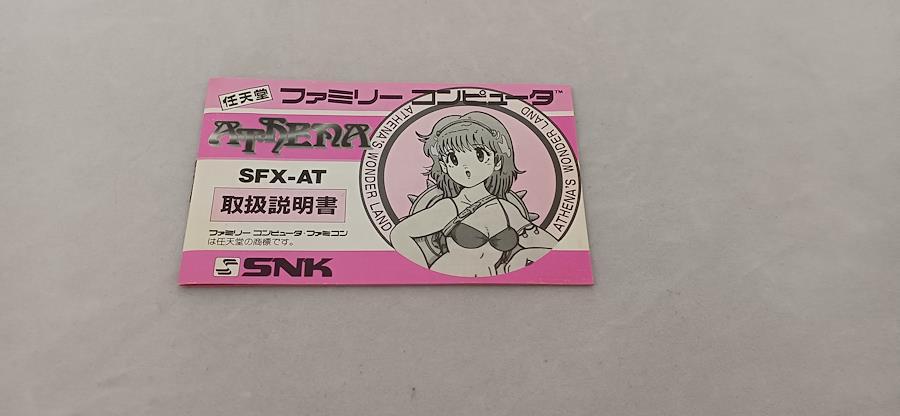 任天堂 ファミリー コンピュータ™
ATHENA
SFX-AT
取扱説明書
ファミリー コンピュータ・ファミコン
は任天堂の商標です。
SNK
ATHENA'S WONDER LAND
ATHENA'S WONDER LAND